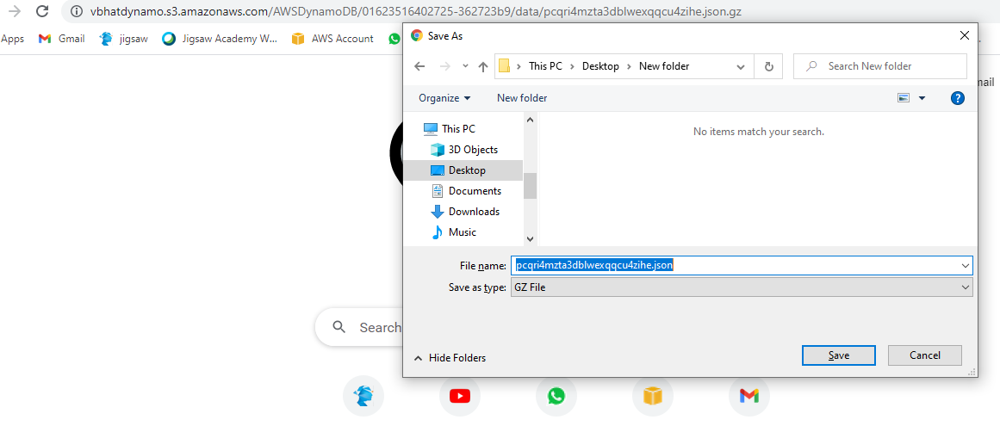 vbhatdynamo.s3.amazonaws.com/AWSDynamoDB/01623516402725-362723b9/data/pcqri4mzta3dblwexqqcu4zihe.json.gz
Apps Gmail jigsaw Jigsaw Academy W... AWS Account
Save As
This PC > Desktop > New folder
Search New folder
mail
Organize New folder
?
This PC
No items match your search.
3D Objects
Desktop
Documents
Downloads
Music
File name: pcqri4mzta3dblwexqqcu4zihe.json
Save as type: GZ File
Search
Hide Folders
Save Cancel